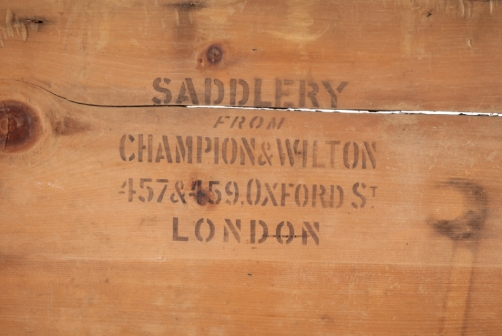 SADDLERY
FROM
CHAMPION & WILTON
457 & 459. OXFORD ST
LONDON